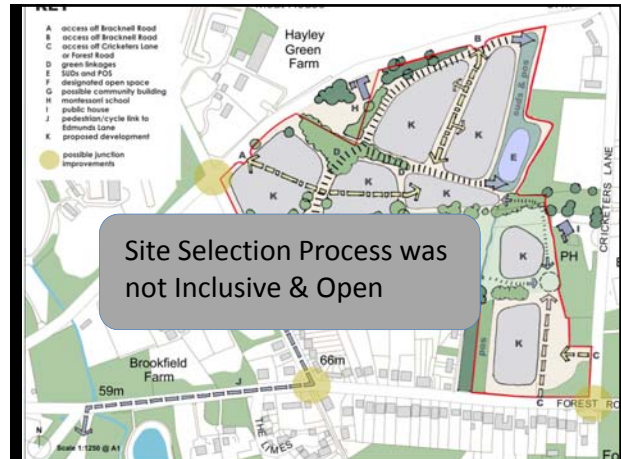 KEY
A access off Bracknell Road
B access off Bracknell Road
C access off Cricketers Lane
or Forest Road
D green linkages
E SUDs and POS
F designated open space
G possible community building
H montessori school
I public house
J pedestrian/cycle link to
Edmunds Lane
K proposed development
possible junction
improvements
Hayley
Green
Farm
B
suds & pos
H
K
K
K
D
E
A
D
K
K
K
CRICKETERS LANE
I
PH
K
Site Selection Process was
not Inclusive & Open
K
pos
C
Brookfield
Farm
66m
59m
J
C
FOREST
THE LIMES
N
Scale 1:1250 @ A1